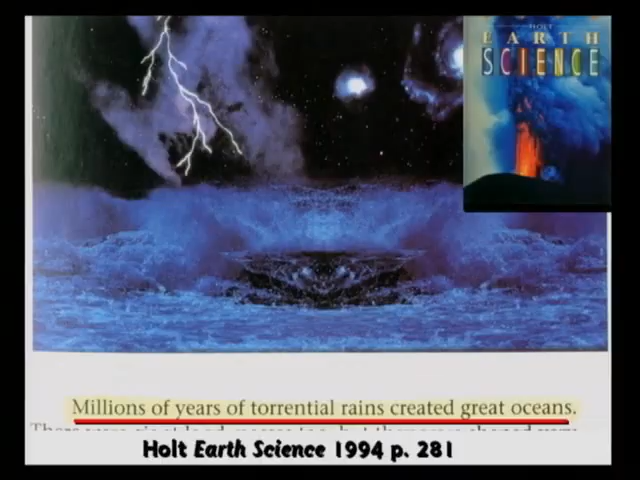 HOLT
EARTH
SCIENCE
Millions of years of torrential rains created great oceans.
Holt Earth Science 1994 p. 281